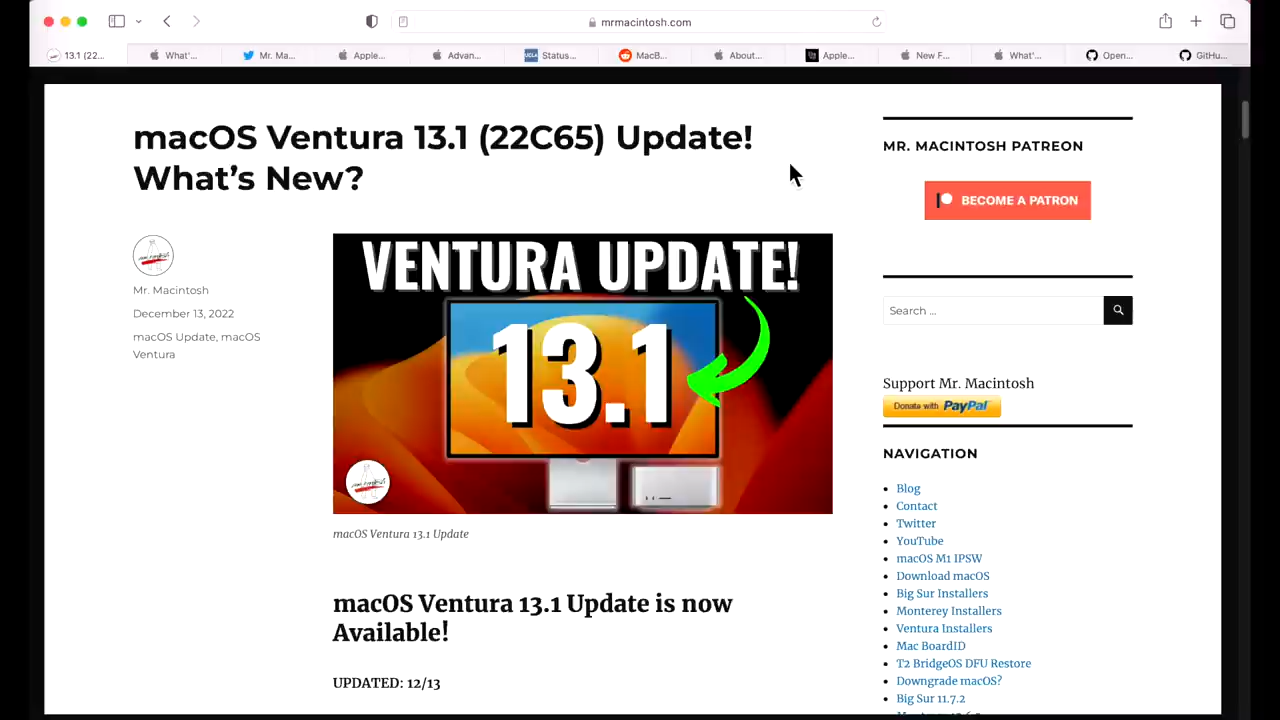 mrmacintosh.com
13.1 (22...
What'...
Mr. Ma...
Apple...
Advan...
UCLA
Status...
MacB...
About...
Apple...
New F...
What'...
Open...
GitHu...
macOS Ventura 13.1 (22C65) Update!
What’s New?
Mr. Macintosh
December 13, 2022
macOS Update, macOS
Ventura
VENTURA UPDATE!
13.1
macOS Ventura 13.1 Update
macOS Ventura 13.1 Update is now
Available!
UPDATED: 12/13
MR. MACINTOSH PATREON
BECOME A PATRON
Search ...
Support Mr. Macintosh
Donate with PayPal
NAVIGATION
Blog
Contact
Twitter
YouTube
macOS M1 IPSW
Download macOS
Big Sur Installers
Monterey Installers
Ventura Installers
Mac BoardID
T2 BridgeOS DFU Restore
Downgrade macOS?
Big Sur 11.7.2